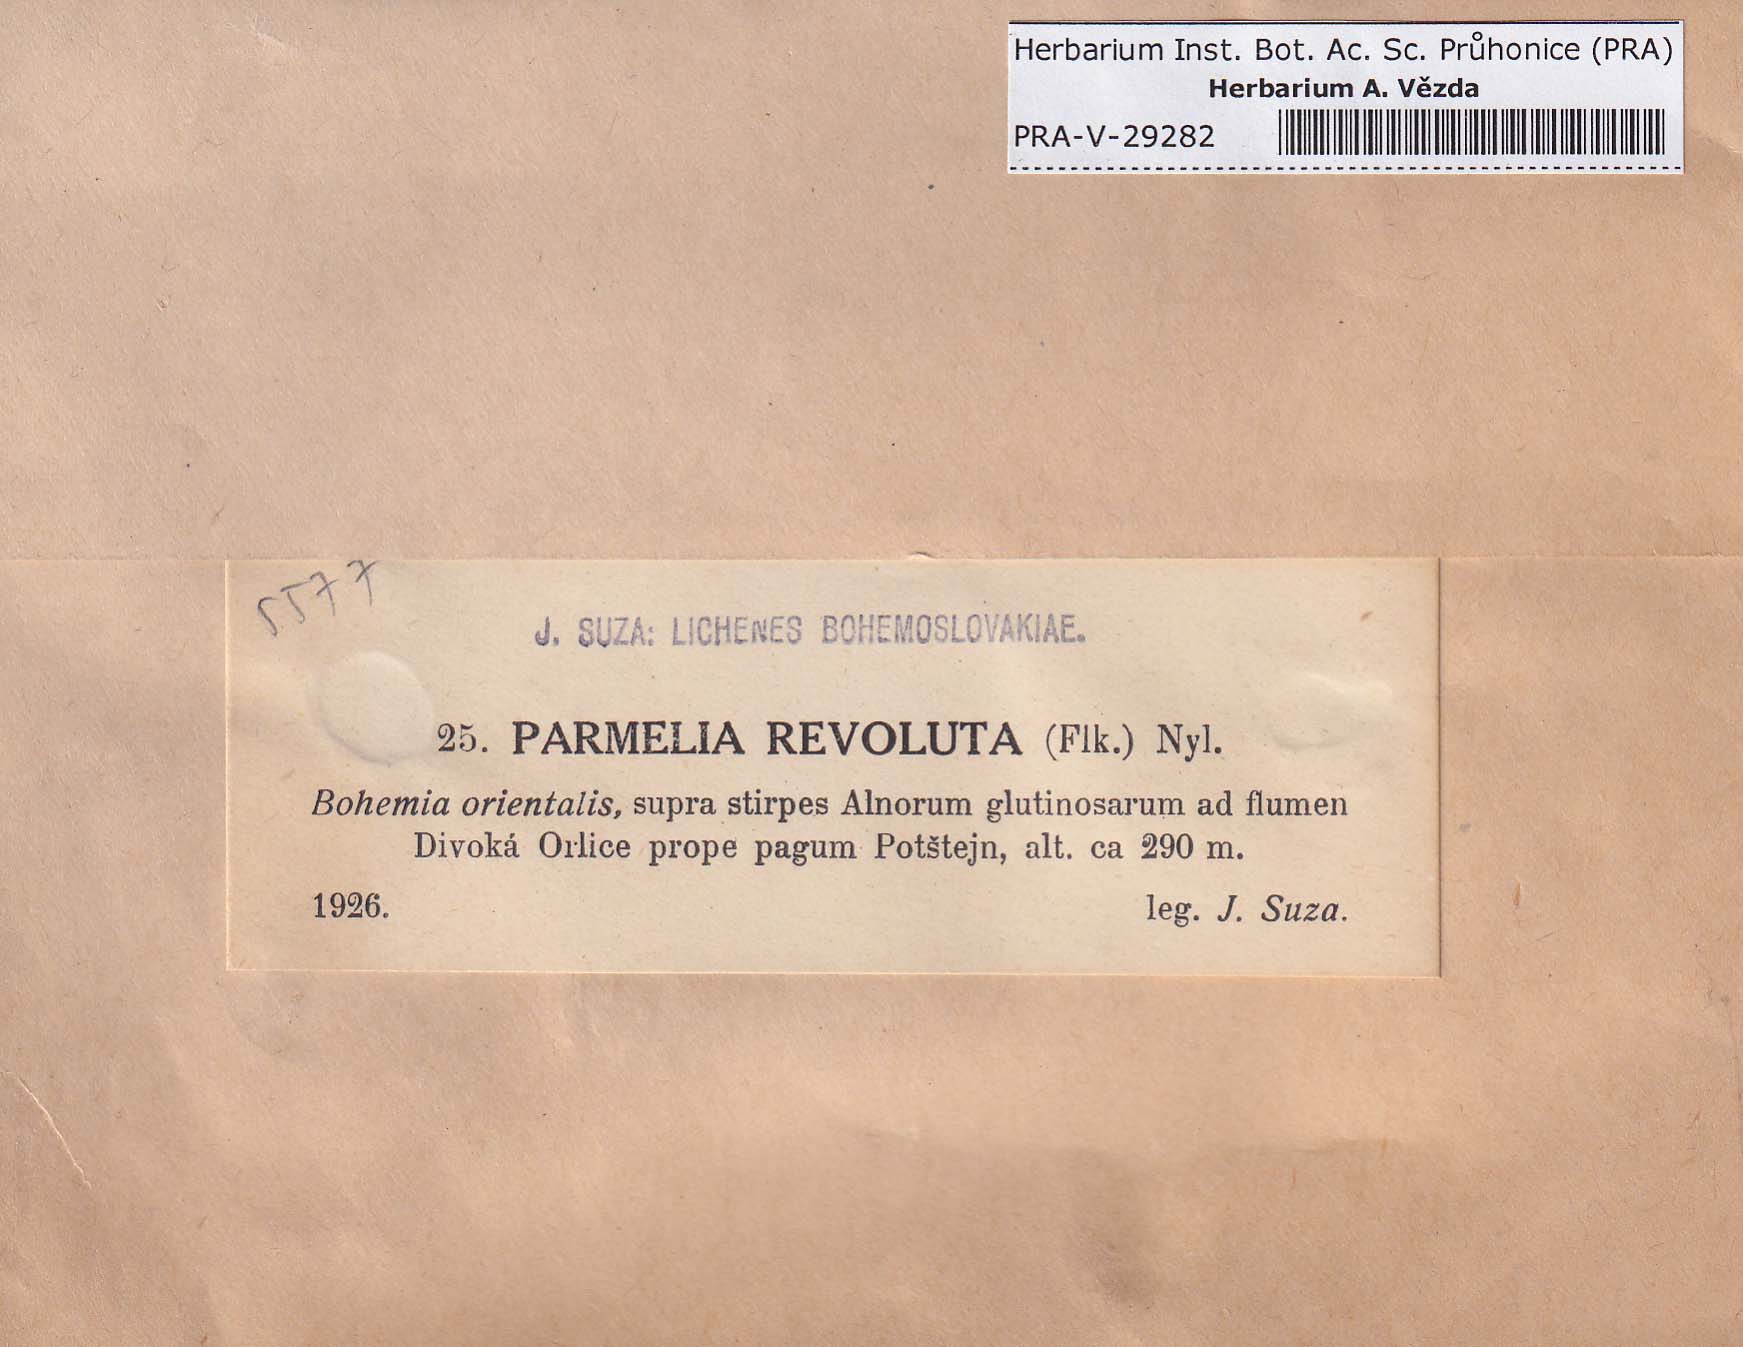 Herbarium Inst. Bot. Ac. Sc. Průhonice (PRA)
Herbarium A. Vězda
PRA-V-29282
5577
J. SUZA: LICHENES BOHEMOSLOVAKIAE.
25. PARMELIA REVOLUTA (Flk.) Nyl.
Bohemia orientalis, supra stirpes Alnorum glutinosarum ad flumen
Divoká Orlice prope pagum Potštejn, alt. ca 290 m.
1926. leg. J. Suza.